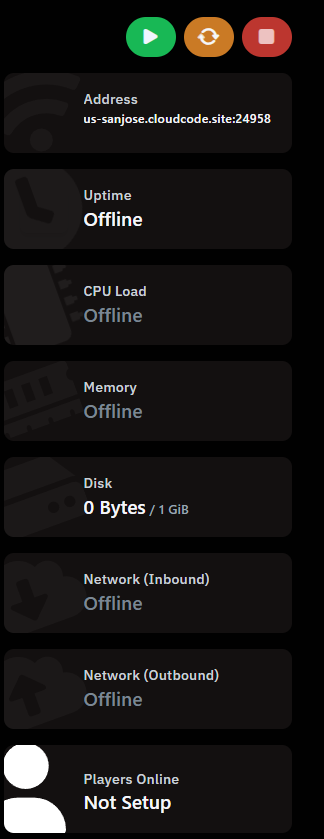 Address
us-sanjose.cloudcode.site:24958
Uptime
Offline
CPU Load
Offline
Memory
Offline
Disk
0 Bytes / 1 GiB
Network (Inbound)
Offline
Network (Outbound)
Offline
Players Online
Not Setup